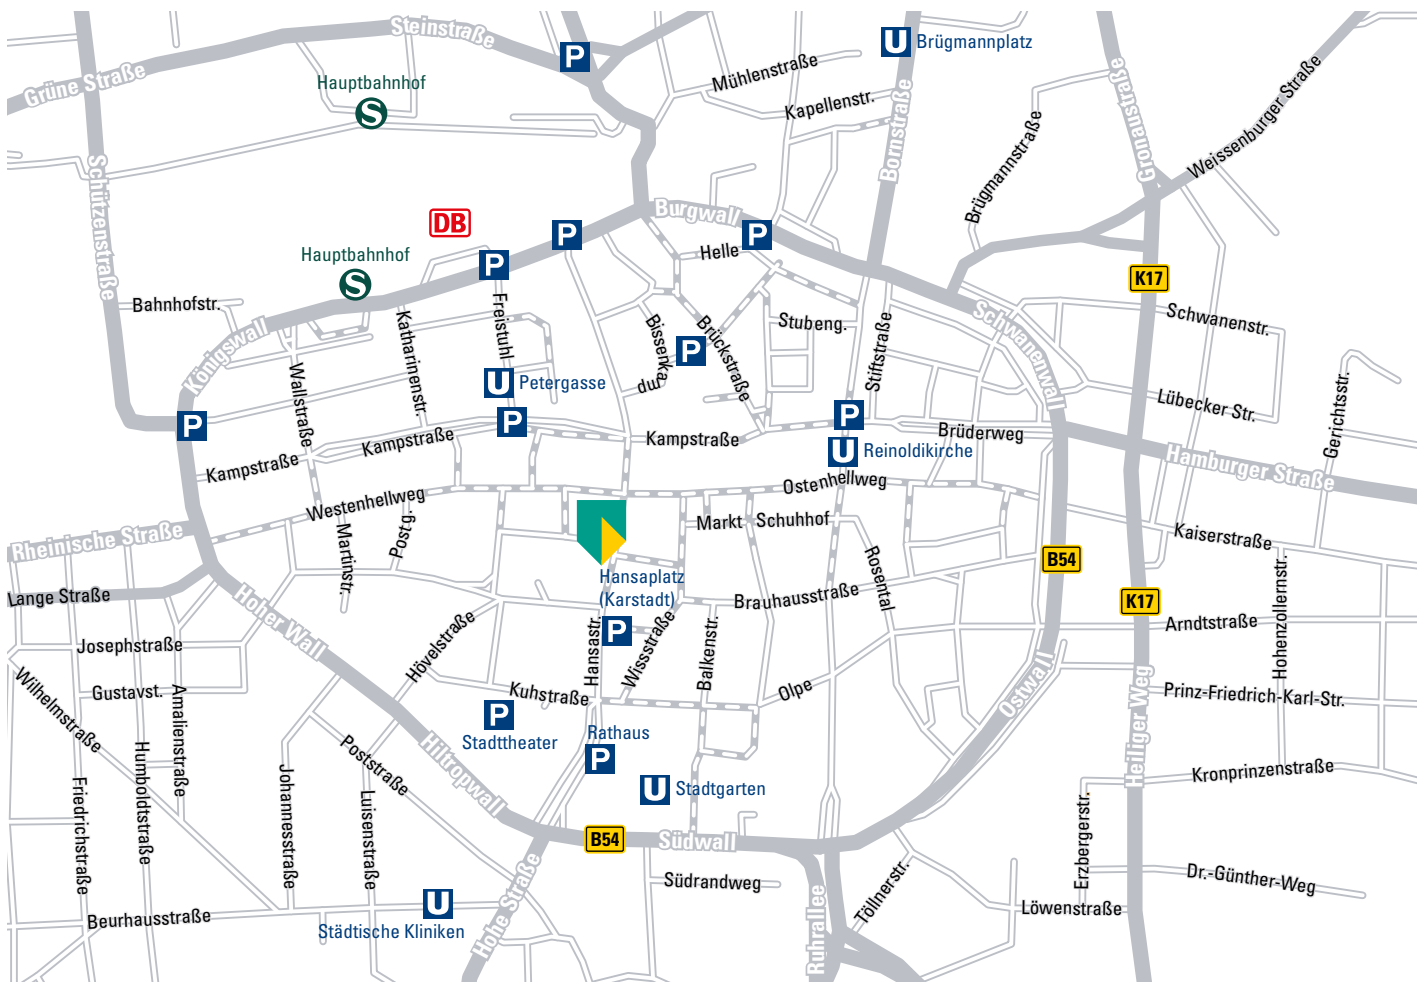 Steinstraße
Grüne Straße
P
U Brügmannplatz
Mühlenstraße
Kapellenstr.
Hauptbahnhof
S
Bornstraße
Gronaustraße
Weissenburger Straße
Brügmannstraße
Schützenstraße
DB
Burgwall
P
P
P
Helle
Hauptbahnhof
S
K17
Bahnhofstr.
Königswall
Freistuhl
Katharinenstr.
Bissenkamp
Brückstraße
Stubeng.
Stiftstraße
Schwanenwall
Schwanenstr.
P
Wallstraße
U Petergasse
Lübecker Str.
Gerichtsstr.
P
P
P
Kampstraße
Kampstraße
Kampstraße
Brüderweg
U Reinoldikirche
Hamburger Straße
Westenhellweg
Ostenhellweg
Rheinische Straße
Martinstr.
Postg.
Markt
Schuhhof
Kaiserstraße
Rosental
B54
Hansaplatz
(Karstadt)
Lange Straße
Hoher Wall
Brauhausstraße
K17
Arndtstraße
Hohenzollernstr.
Josephstraße
Hövelstraße
Hansastr.
P
Wissstraße
Balkenstr.
Ostwall
Wilhelmstraße
Gustavst.
Amalienstraße
Kuhstraße
Olpe
Prinz-Friedrich-Karl-Str.
Heiliger Weg
P
Stadttheater
Rathaus
P
Hiltropwall
Poststraße
Humboldtstraße
Friedrichstraße
Johannesstraße
Luisenstraße
U Stadtgarten
Kronprinzenstraße
Erzbergerstr.
B54
Südwall
Südrandweg
Dr.-Günther-Weg
Töllnerstr.
Löwenstraße
Beurhausstraße
U
Städtische Kliniken
Hohe Straße
Ruhrallee